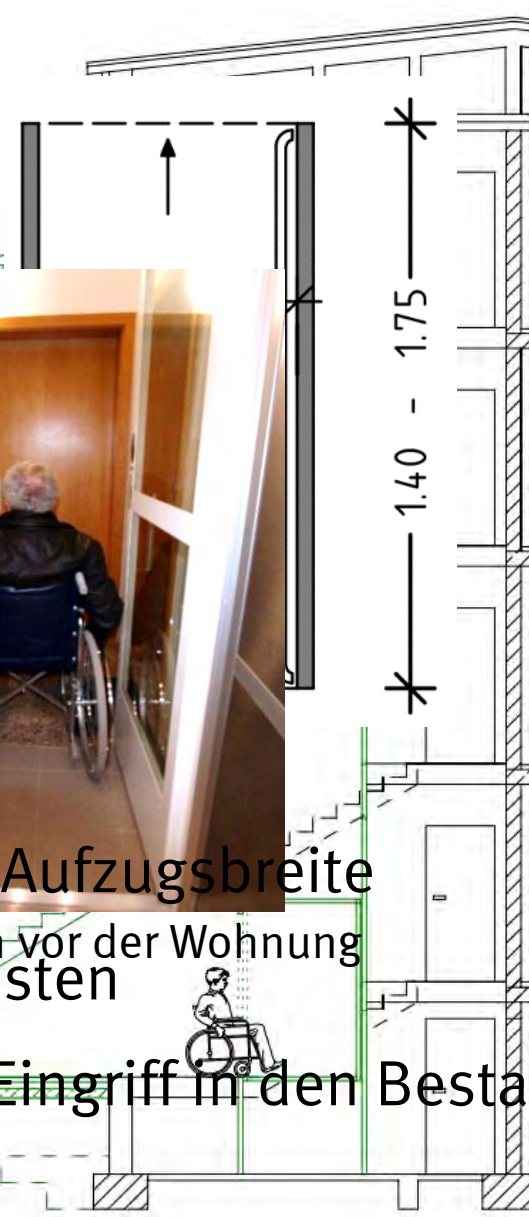 1.40 - 1.75
Aufzugsbreite
vor der Wohnung
sten
Eingriff in den Besta